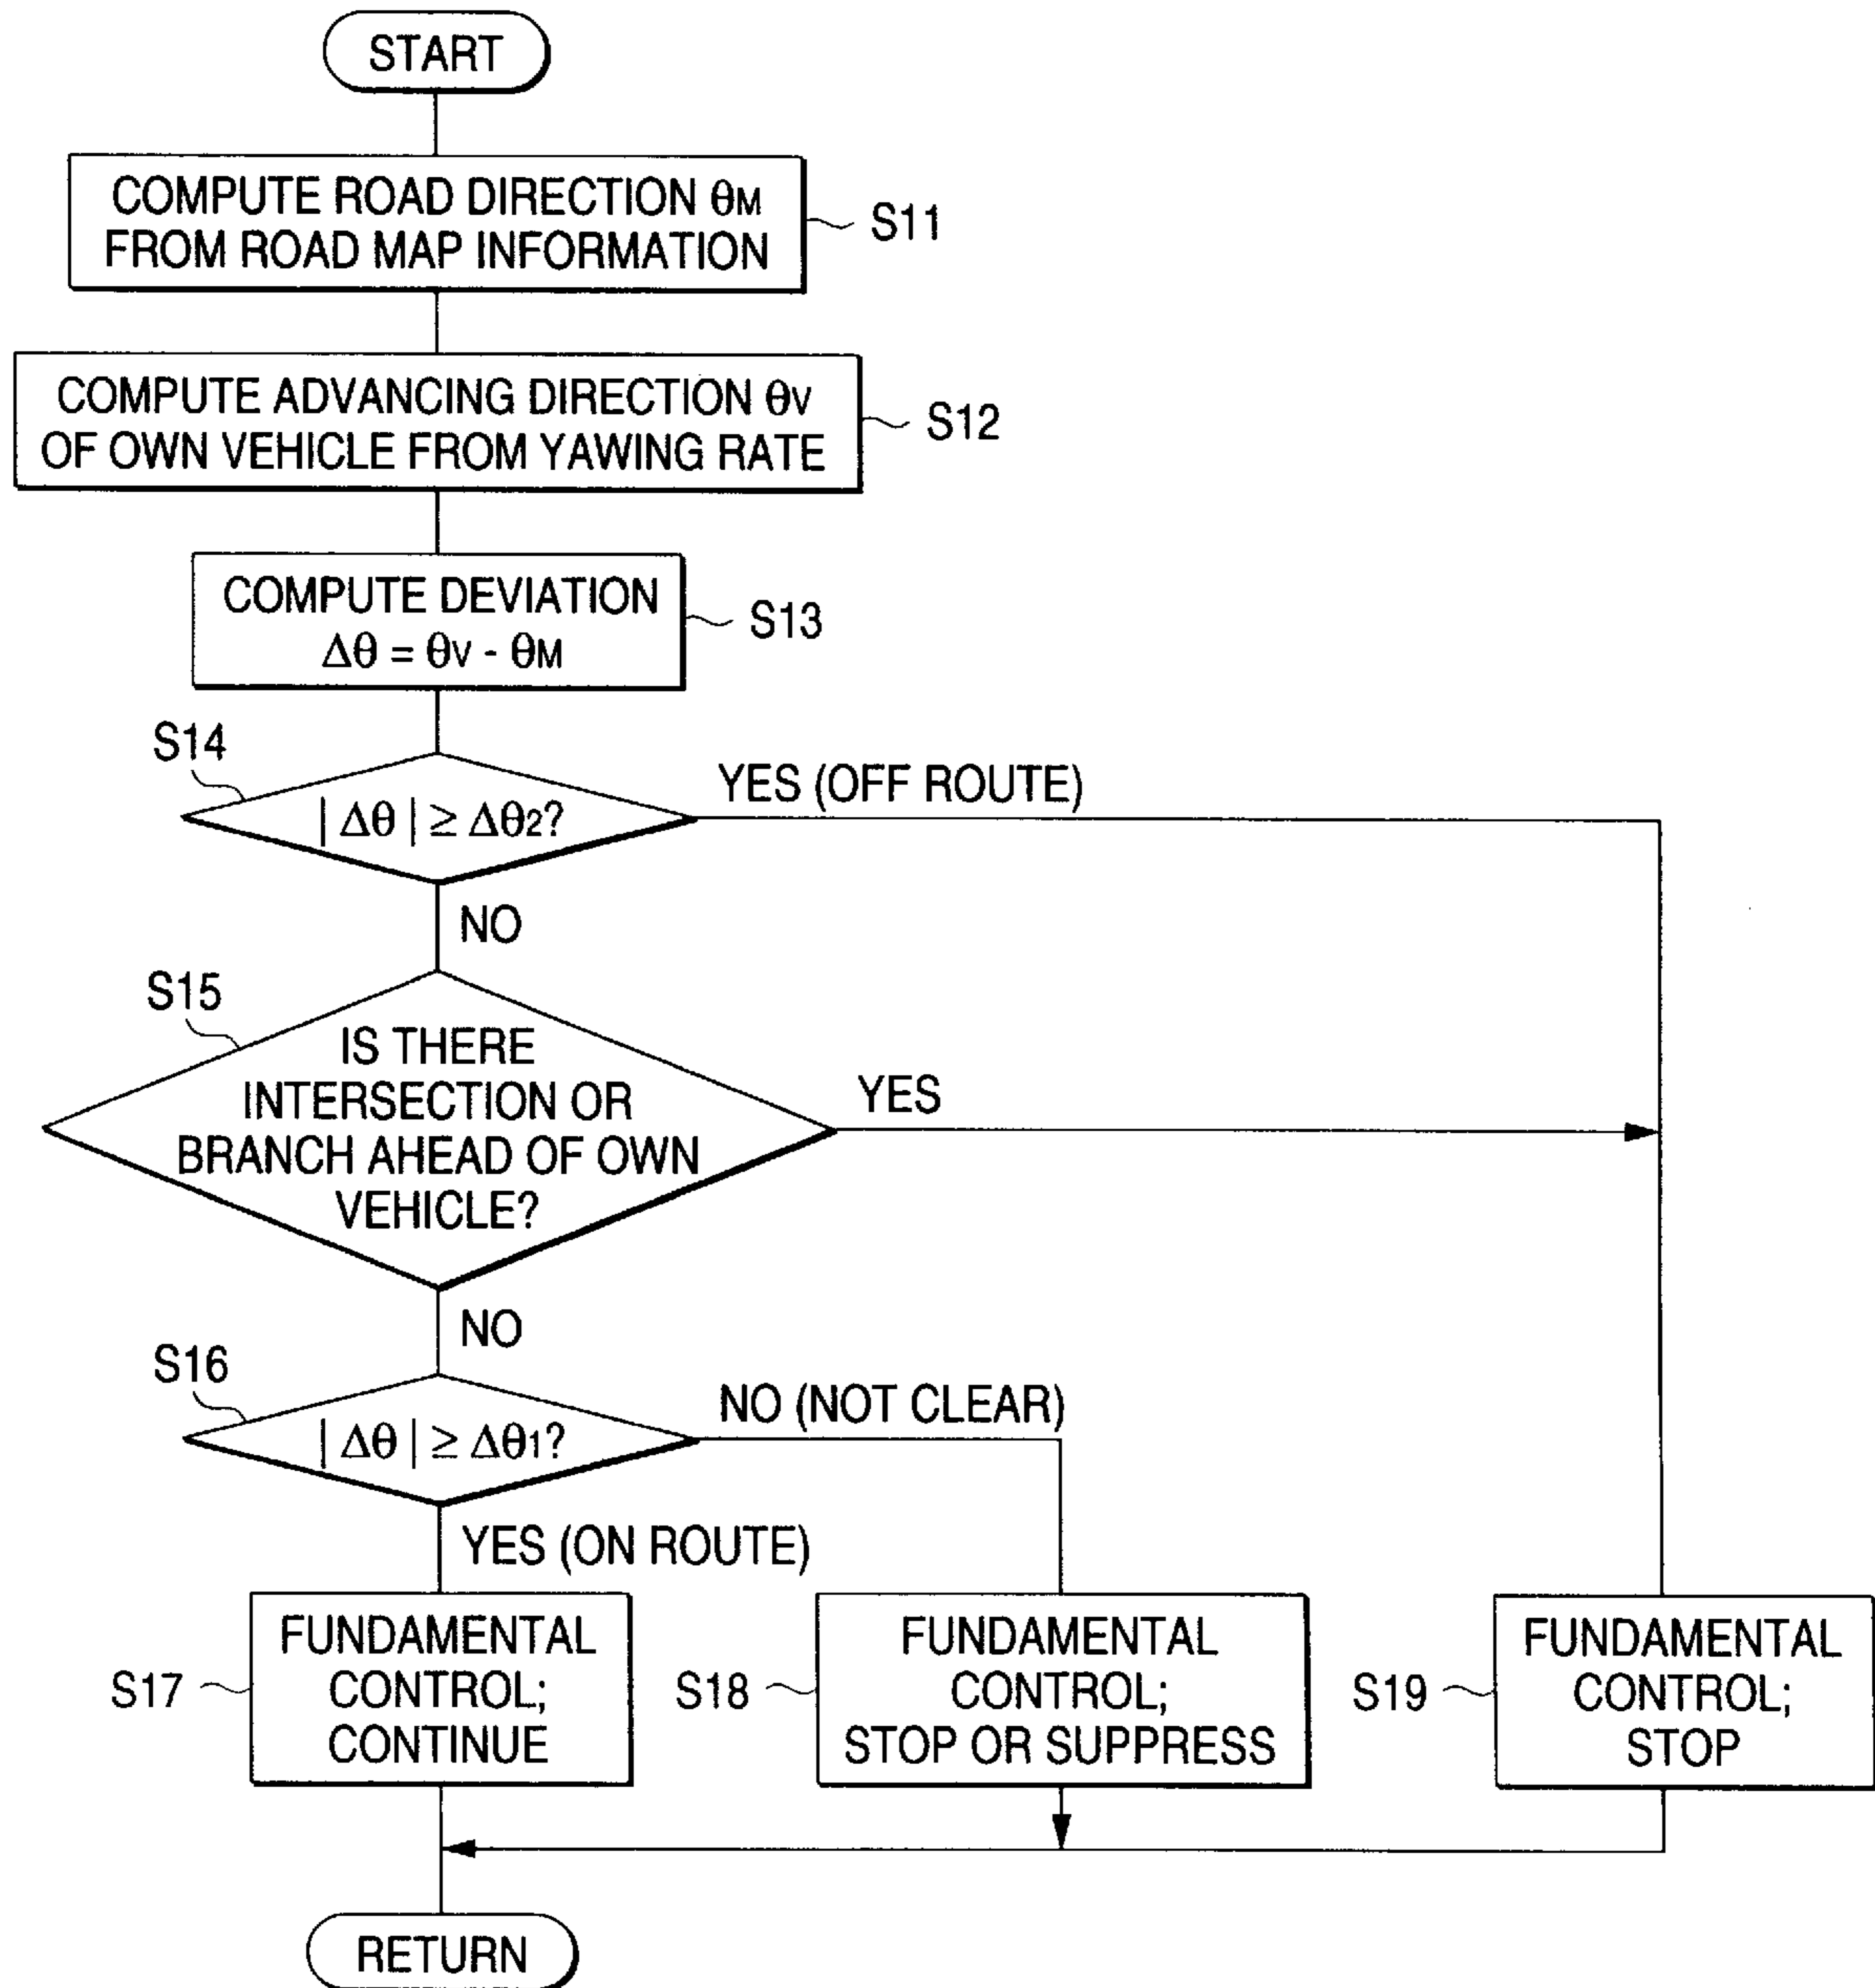 START
COMPUTE ROAD DIRECTION θM
FROM ROAD MAP INFORMATION
S11
COMPUTE ADVANCING DIRECTION θV
OF OWN VEHICLE FROM YAWING RATE
S12
COMPUTE DEVIATION
Δθ = θV - θM
S13
S14
| Δθ | ≥ Δθ2?
YES (OFF ROUTE)
NO
S15
IS THERE
INTERSECTION OR
BRANCH AHEAD OF OWN
VEHICLE?
YES
NO
S16
| Δθ | ≥ Δθ1?
NO (NOT CLEAR)
YES (ON ROUTE)
S17
FUNDAMENTAL
CONTROL;
CONTINUE
S18
FUNDAMENTAL
CONTROL;
STOP OR SUPPRESS
S19
FUNDAMENTAL
CONTROL;
STOP
RETURN